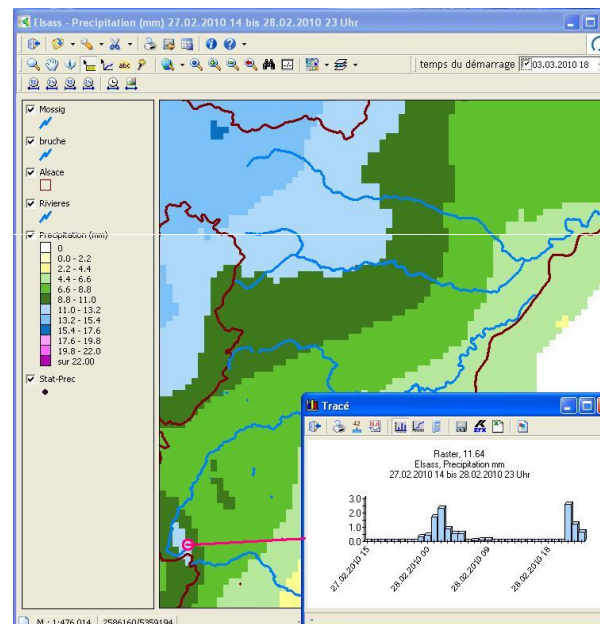 Elsass - Precipitation (mm) 27.02.2010 14 bis 28.02.2010 23 Uhr
temps du démarrage 03.03.2010 18
Mossig
bruche
Alsace
Rivieres
Precipitation (mm)
0
0.0 - 2.2
2.2 - 4.4
4.4 - 6.6
6.6 - 8.8
8.8 - 11.0
11.0 - 13.2
13.2 - 15.4
15.4 - 17.6
17.6 - 19.8
19.8 - 22.0
sur 22.00
Stat-Prec
Tracé
42
ZRX
Raster, 11.64
Elsass, Precipitation mm
27.02.2010 14 bis 28.02.2010 23 Uhr
3.0
2.0
1.0
0.0
27.02.2010 15
28.02.2010 00
28.02.2010 09
28.02.2010 18
M : 1:476.014 2586160/5359194